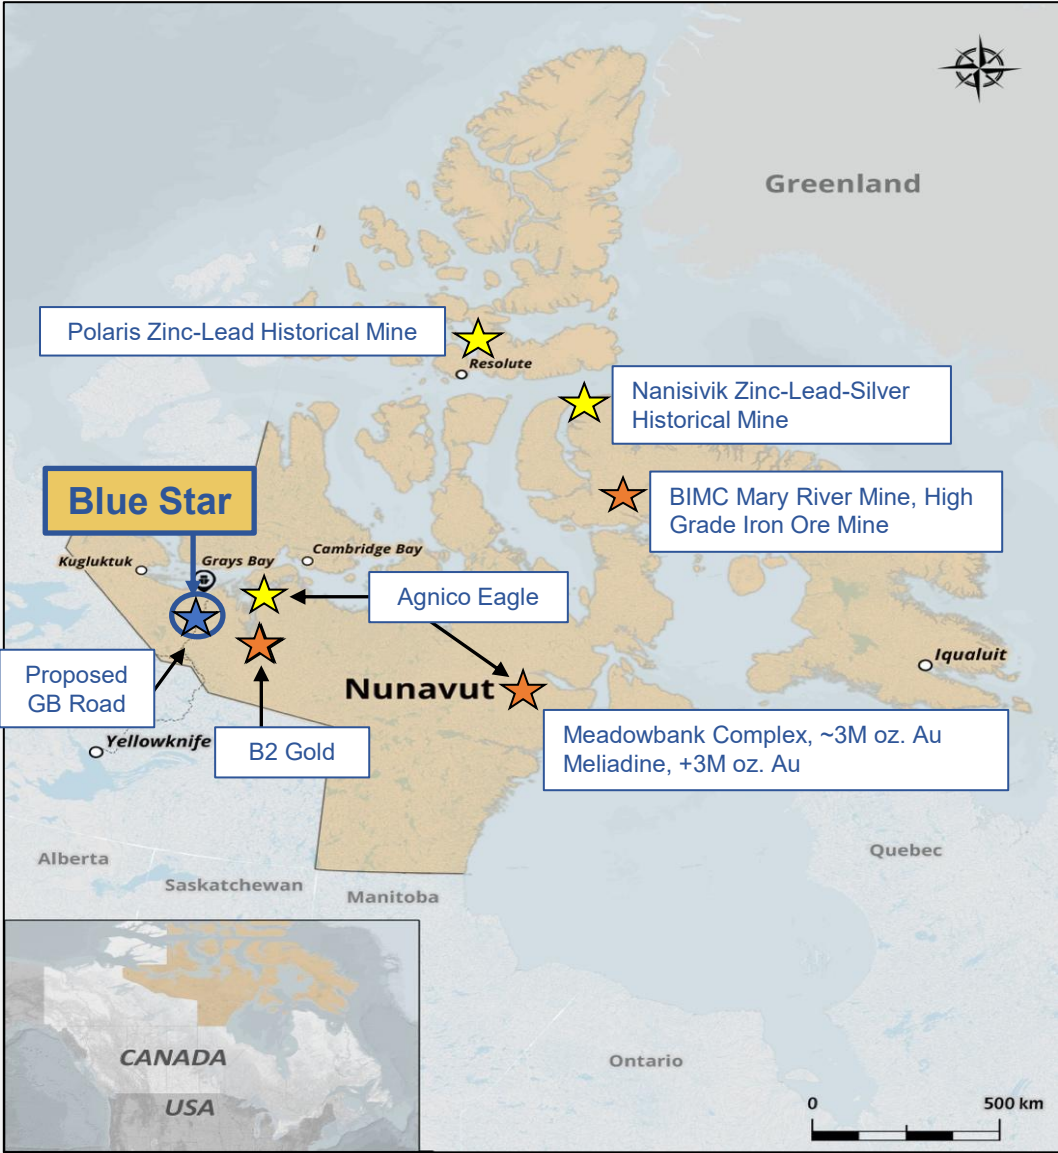 Greenland
Polaris Zinc-Lead Historical Mine
Resolute
Nanisivik Zinc-Lead-Silver
Historical Mine
Blue Star
BIMC Mary River Mine, High
Grade Iron Ore Mine
Kugluktuk
Grays Bay
Cambridge Bay
Agnico Eagle
Iqualuit
Proposed
GB Road
Nunavut
Yellowknife
B2 Gold
Meadowbank Complex, ~3M oz. Au
Meliadine, +3M oz. Au
Alberta
Saskatchewan
Manitoba
Quebec
CANADA
USA
Ontario
0 500 km